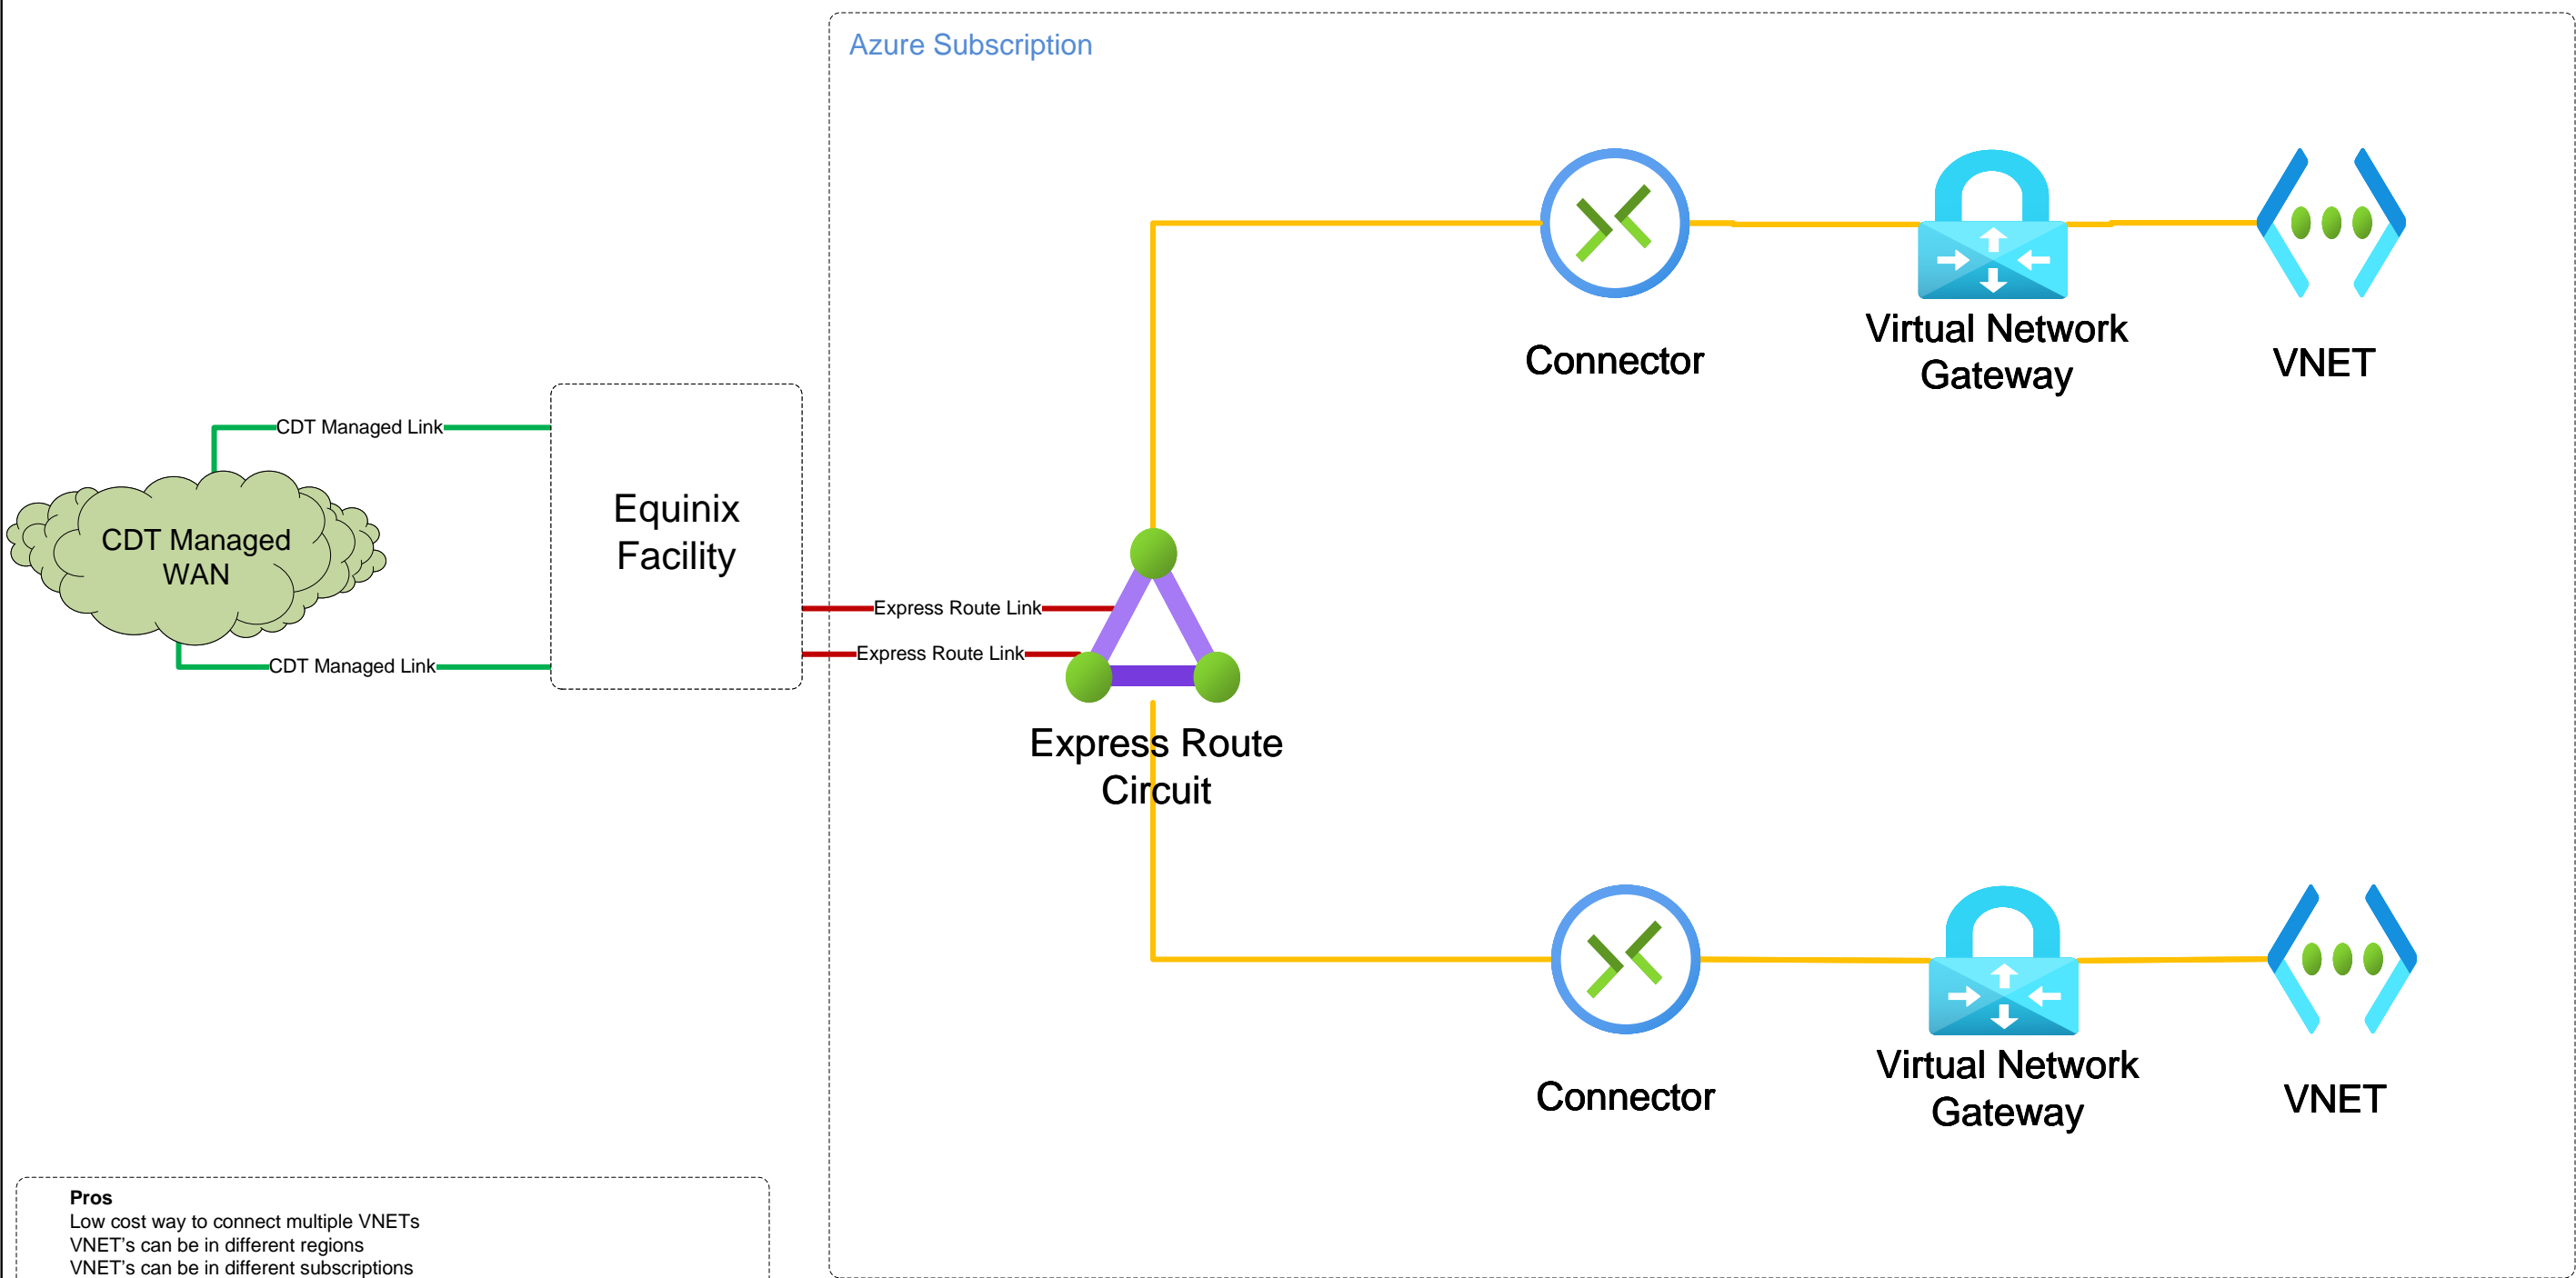 Azure Subscription
Connector
Virtual Network
Gateway
VNET
CDT Managed Link
Equinix
Facility
CDT Managed
WAN
Express Route Link
Express Route Link
CDT Managed Link
Express Route
Circuit
Connector
Virtual Network
Gateway
VNET
Pros
Low cost way to connect multiple VNETs
VNET's can be in different regions
VNET's can be in different subscriptions